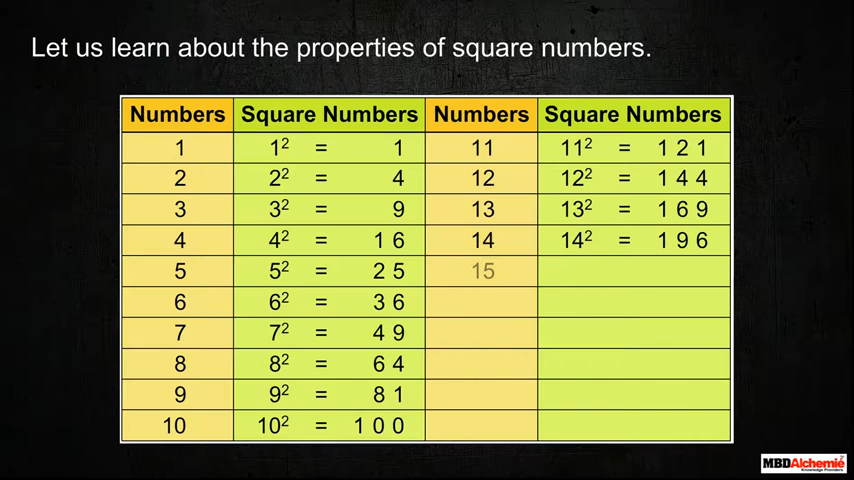 Let us learn about the properties of square numbers.
Numbers Square Numbers Numbers Square Numbers
1 1² = 1 11 11² = 1 2 1
2 2² = 4 12 12² = 1 4 4
3 3² = 9 13 13² = 1 6 9
4 4² = 1 6 14 14² = 1 9 6
5 5² = 2 5 15
6 6² = 3 6
7 7² = 4 9
8 8² = 6 4
9 9² = 8 1
10 10² = 1 0 0
MBDAlchemie
Knowledge Providers